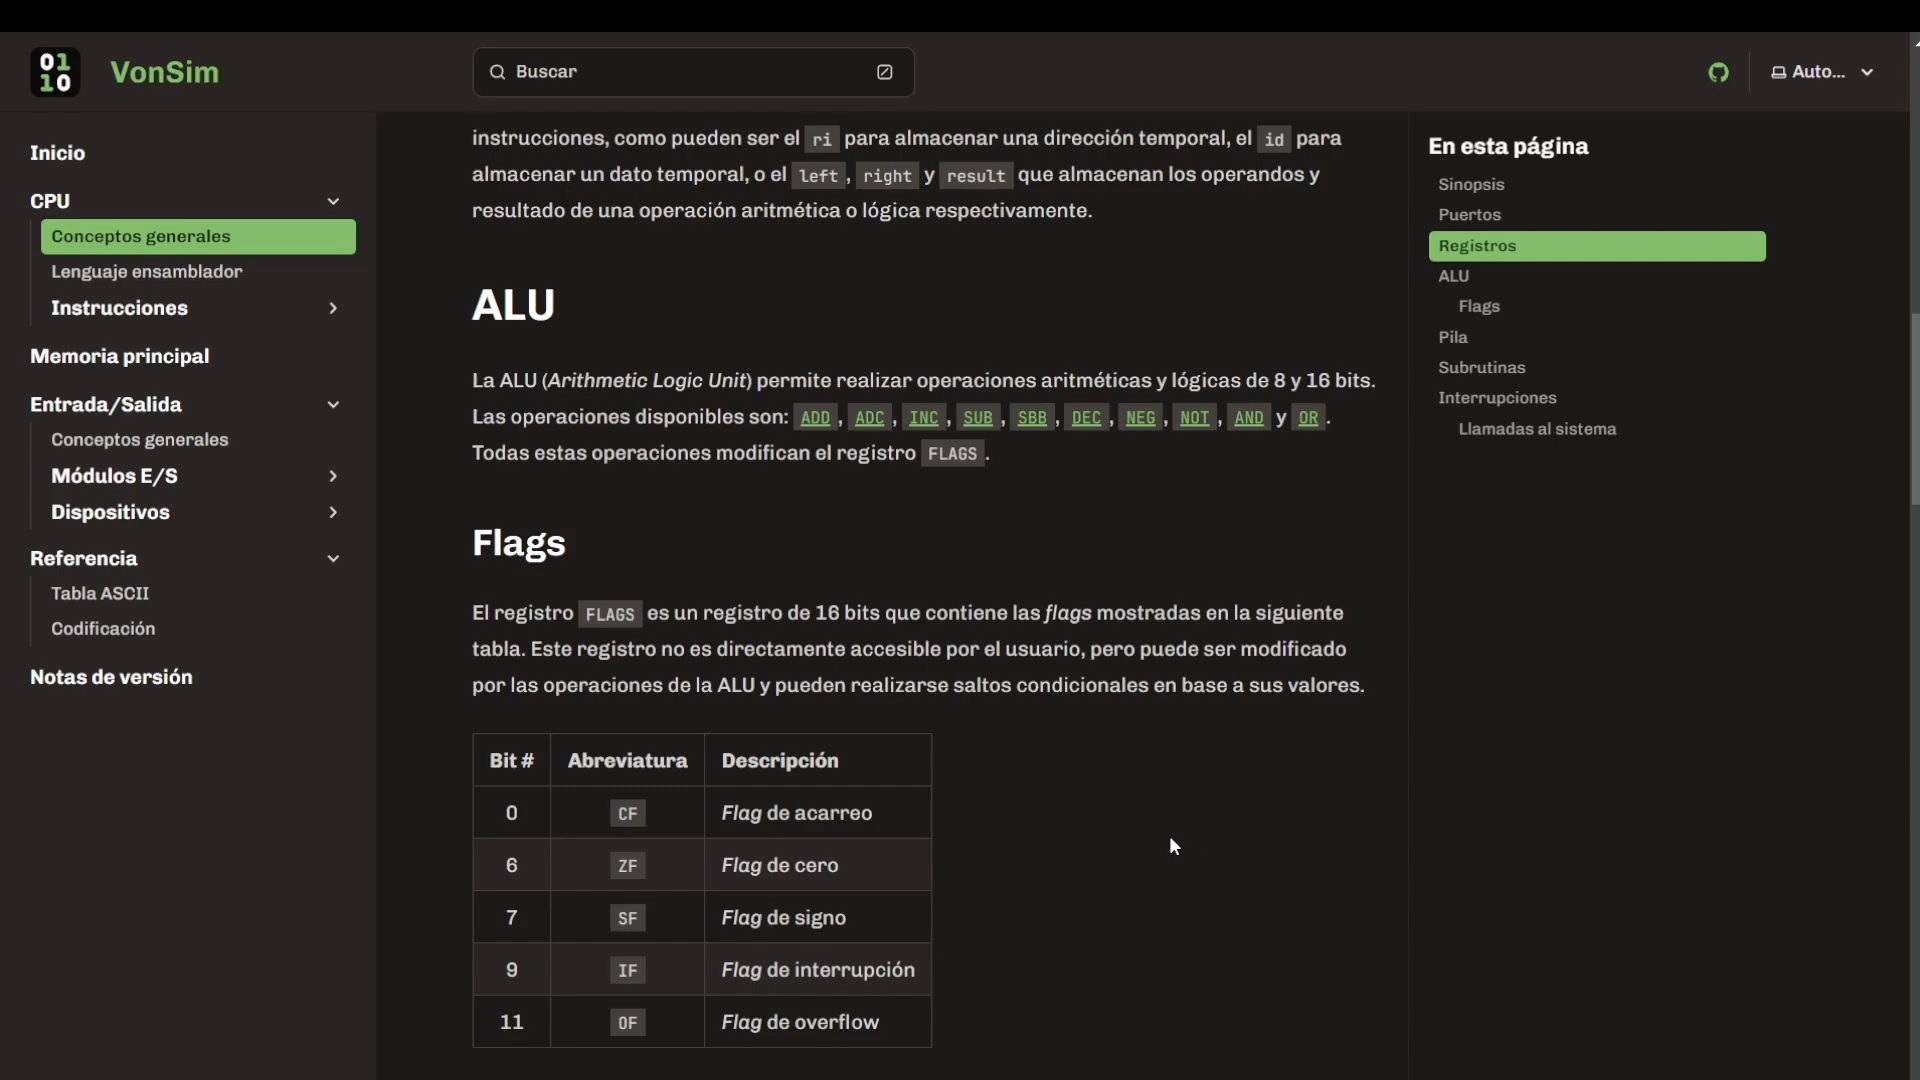 01
10
VonSim
Buscar
Auto...
Inicio
CPU
Conceptos generales
Lenguaje ensamblador
Instrucciones
Memoria principal
Entrada/Salida
Conceptos generales
Módulos E/S
Dispositivos
Referencia
Tabla ASCII
Codificación
Notas de versión
instrucciones, como pueden ser el ri para almacenar una dirección temporal, el id para
almacenar un dato temporal, o el left, right y result que almacenan los operandos y
resultado de una operación aritmética o lógica respectivamente.
ALU
La ALU (Arithmetic Logic Unit) permite realizar operaciones aritméticas y lógicas de 8 y 16 bits.
Las operaciones disponibles son: ADD, ADC, INC, SUB, SBB, DEC, NEG, NOT, AND y OR.
Todas estas operaciones modifican el registro FLAGS.
Flags
El registro FLAGS es un registro de 16 bits que contiene las flags mostradas en la siguiente
tabla. Este registro no es directamente accesible por el usuario, pero puede ser modificado
por las operaciones de la ALU y pueden realizarse saltos condicionales en base a sus valores.
Bit # Abreviatura Descripción
0 CF Flag de acarreo
6 ZF Flag de cero
7 SF Flag de signo
9 IF Flag de interrupción
11 OF Flag de overflow
En esta página
Sinopsis
Puertos
Registros
ALU
Flags
Pila
Subrutinas
Interrupciones
Llamadas al sistema